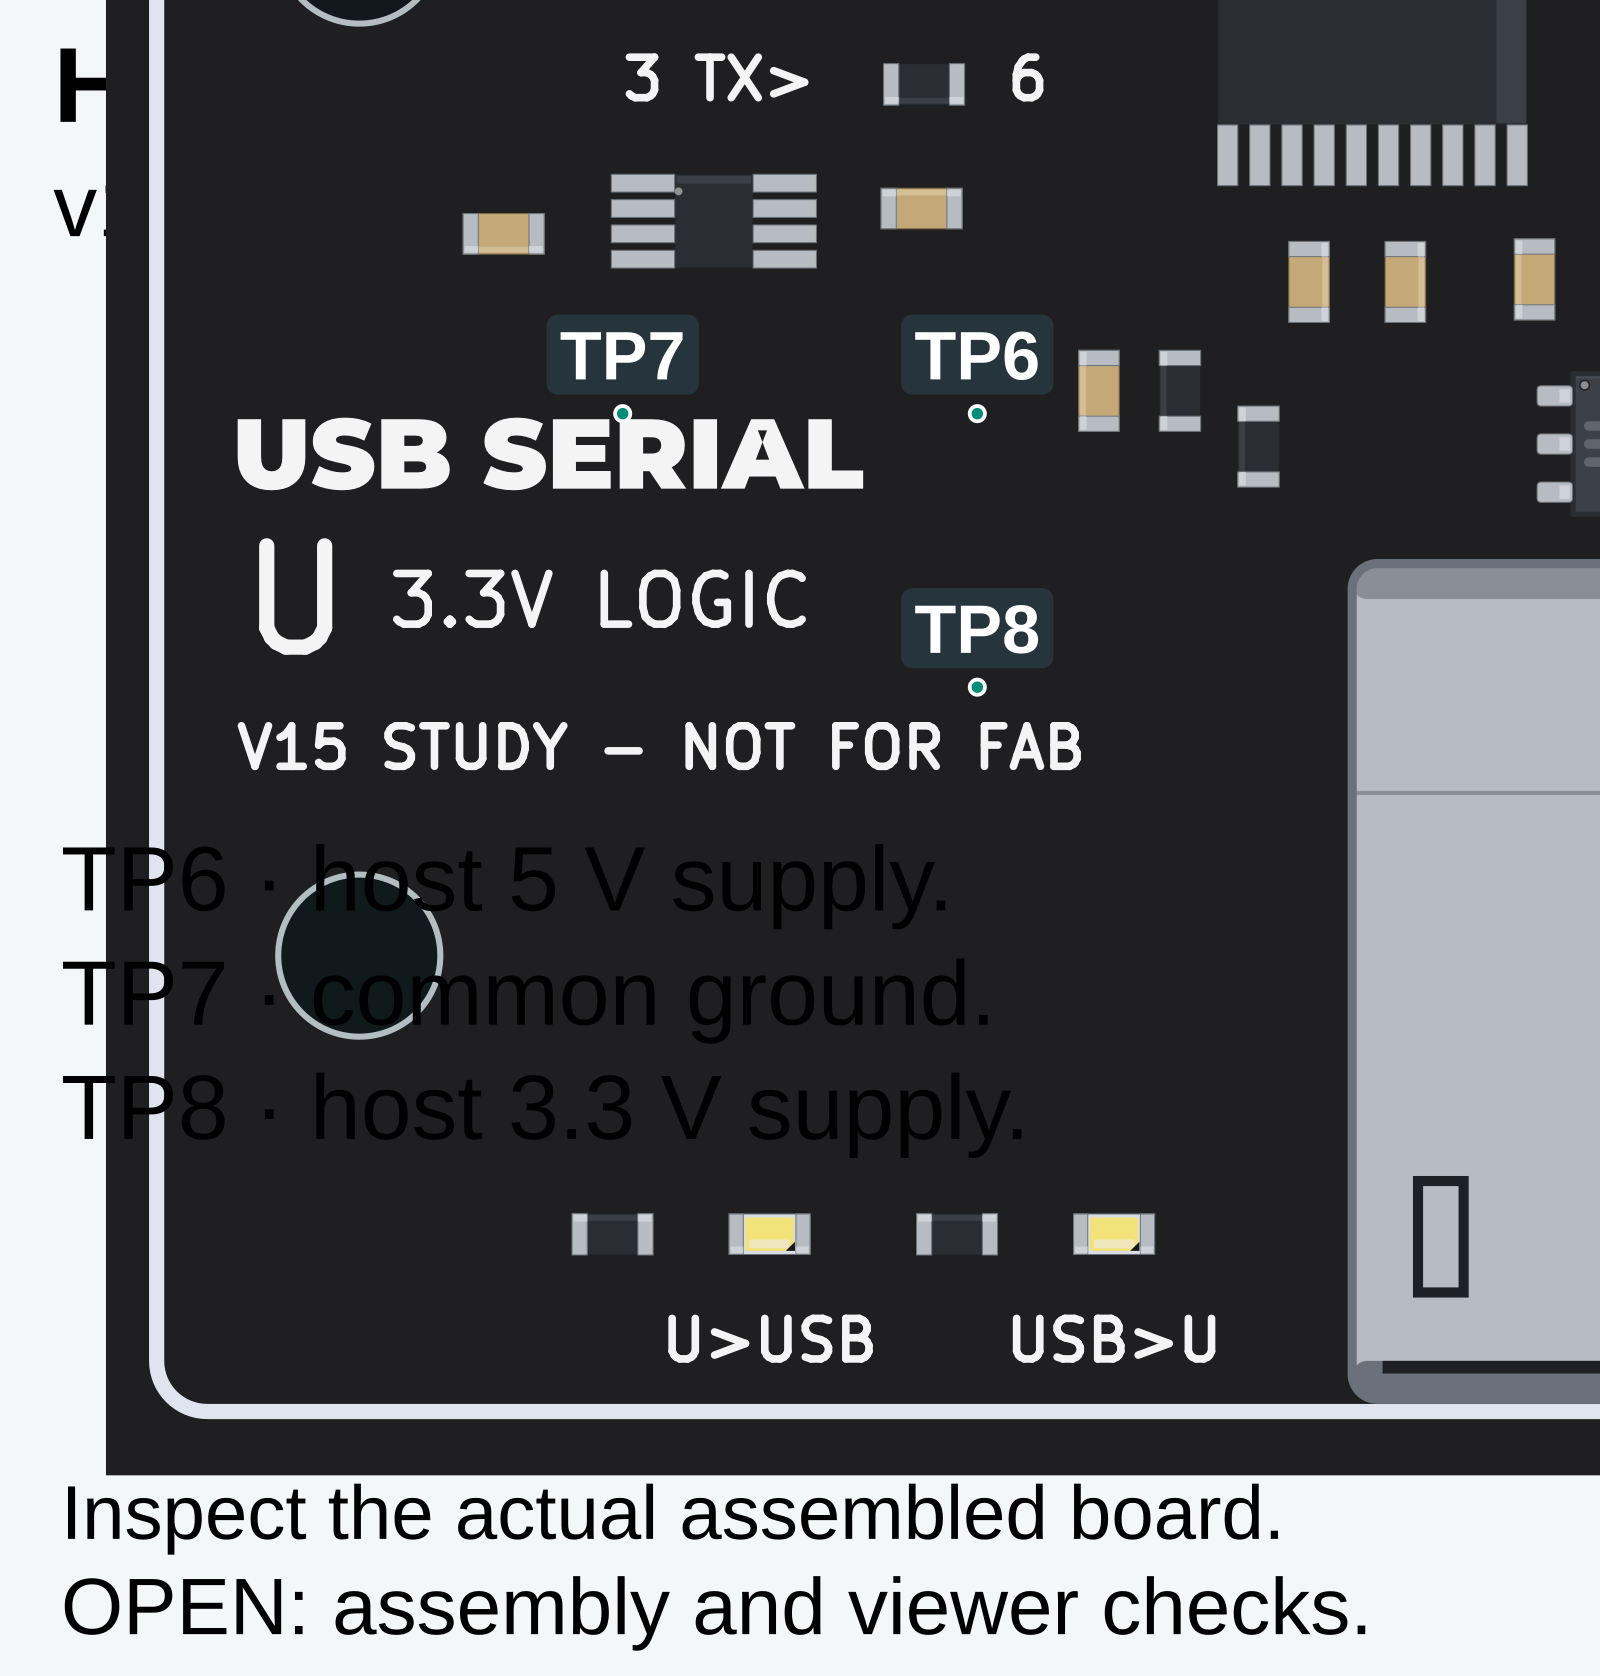 3 TX> 6
TP7 TP6
USB SERIAL
U 3.3V LOGIC
TP8
V15 STUDY – NOT FOR FAB
TP6 · host 5 V supply.
TP7 · common ground.
TP8 · host 3.3 V supply.
U>USB USB>U
Inspect the actual assembled board.
OPEN: assembly and viewer checks.